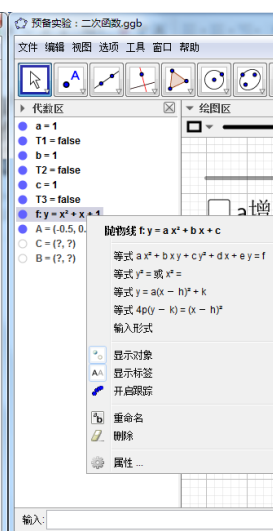 预备实验：二次函数.ggb
文件 编辑 视图 选项 工具 窗口 帮助
A
代数区
绘图区
a = 1
T1 = false
b = 1
T2 = false
c = 1
T3 = false
f: y = x² + x + 1
A = (-0.5, 0.
C = (?, ?)
B = (?, ?)
a增
抛物线 f: y = a x² + b x + c
等式 a x² + b x y + c y² + d x + e y = f
等式 y² = 或 x² =
等式 y = a(x − h)² + k
等式 4p(y − k) = (x − h)²
输入形式
显示对象
AA 显示标签
开启跟踪
ab 重命名
删除
属性 ...
输入: